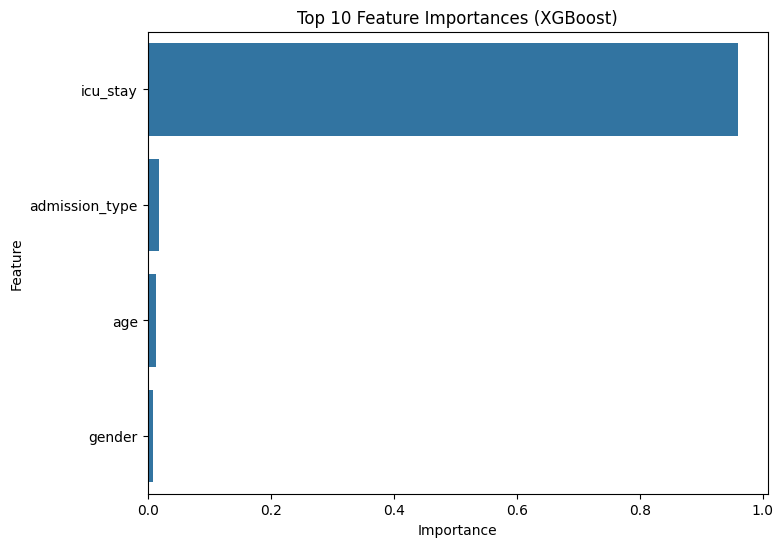 Top 10 Feature Importances (XGBoost)
icu_stay
admission_type
age
gender
Feature
0.0 0.2 0.4 0.6 0.8 1.0
Importance